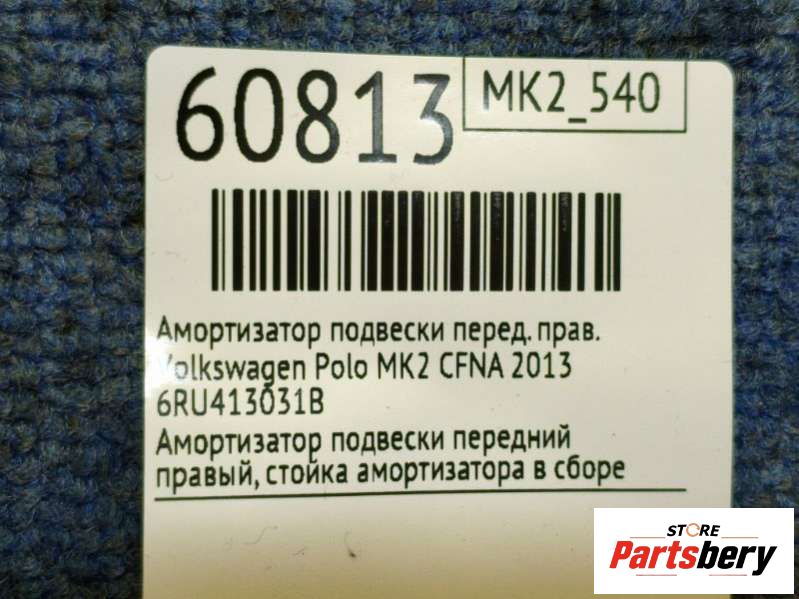 60813
MK2_540
Амортизатор подвески перед. прав.
Volkswagen Polo MK2 CFNA 2013
6RU413031B
Амортизатор подвески передний
правый, стойка амортизатора в сборе
STORE
Partsbery